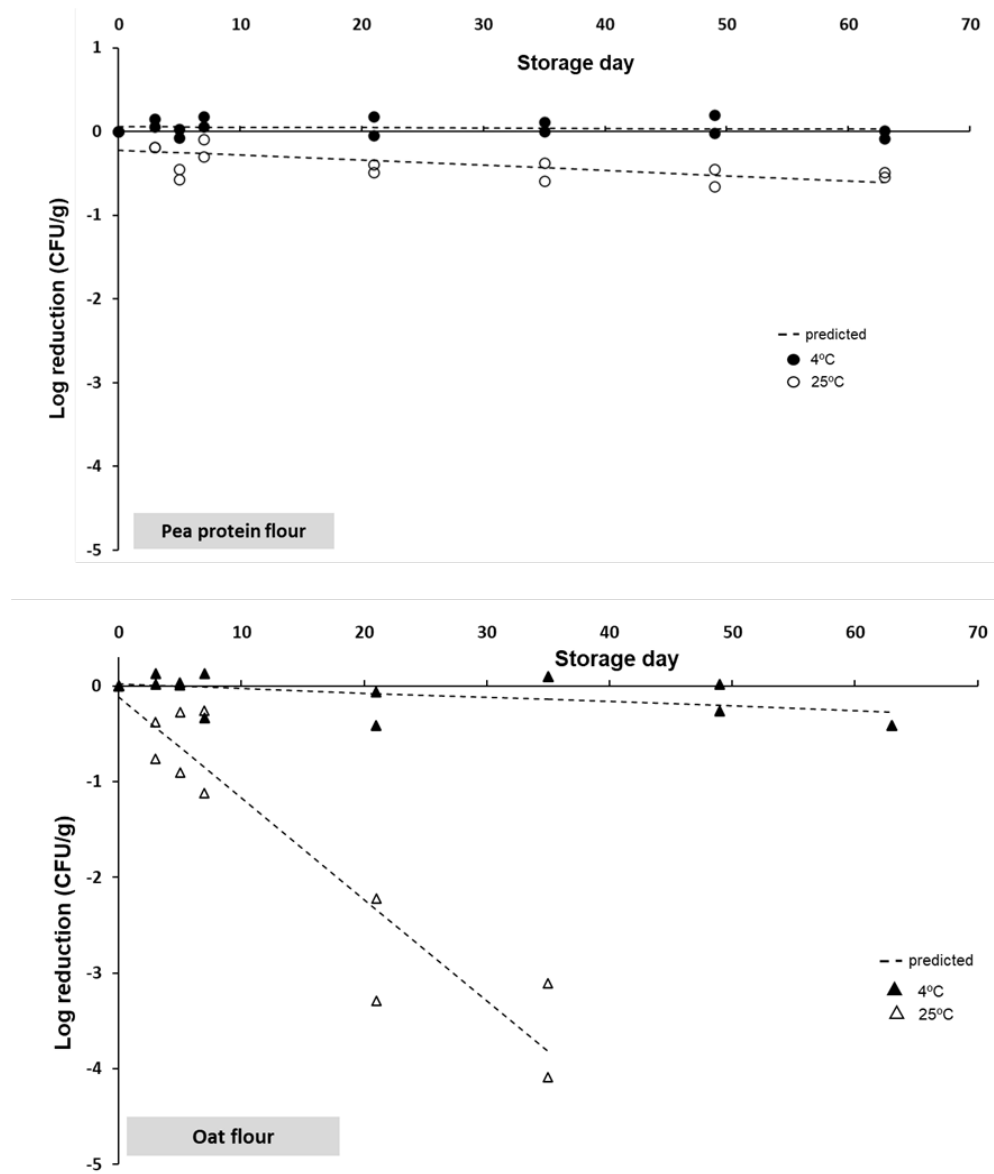 0 10 20 30 40 50 60 70
Storage day
1
0
-1
-2
-3
-4
-5
Log reduction (CFU/g)
predicted
4ºC
25ºC
Pea protein flour
0 10 20 30 40 50 60 70
Storage day
0
-1
-2
-3
-4
-5
Log reduction (CFU/g)
predicted
4ºC
25ºC
Oat flour